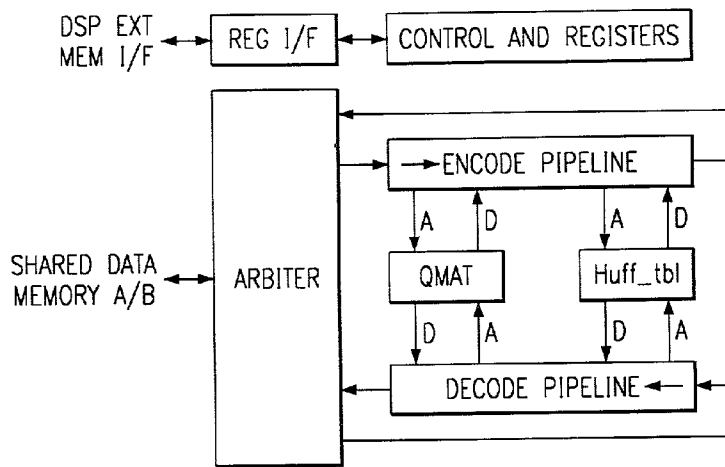 DSP EXT
MEM I/F
REG I/F
CONTROL AND REGISTERS
ENCODE PIPELINE
A
D
A
D
SHARED DATA
MEMORY A/B
ARBITER
QMAT
Huff_tbl
D
A
D
A
DECODE PIPELINE